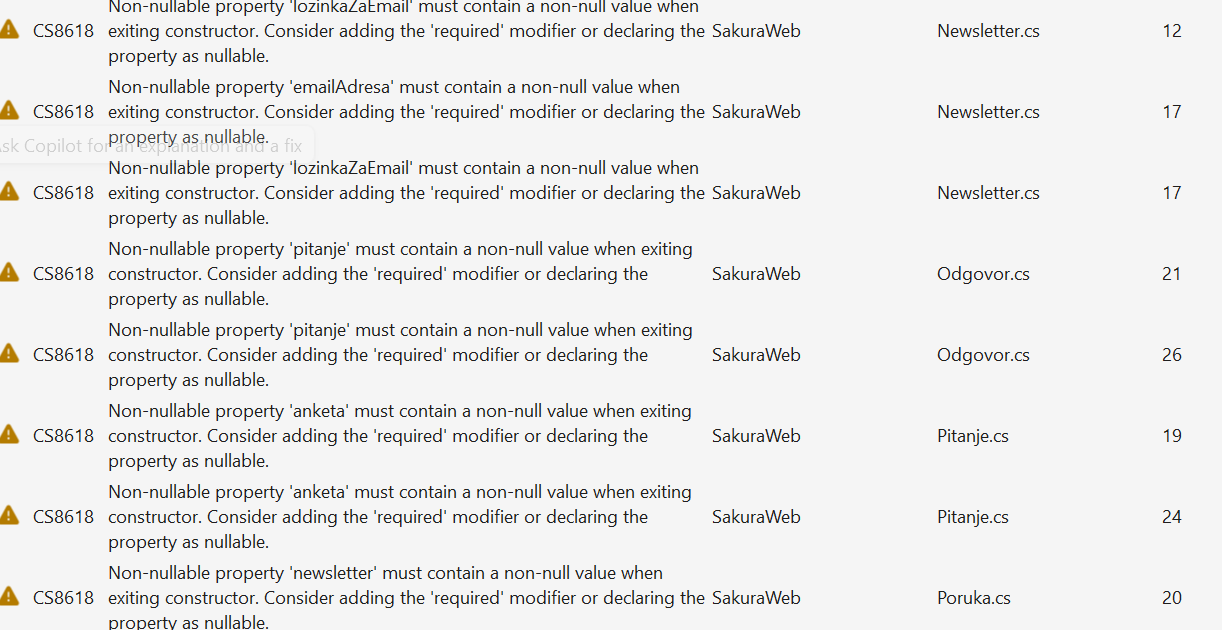 Non-nullable property 'lozinkaZaEmail' must contain a non-null value when
CS8618 exiting constructor. Consider adding the 'required' modifier or declaring the SakuraWeb Newsletter.cs 12
property as nullable.
Non-nullable property 'emailAdresa' must contain a non-null value when
CS8618 exiting constructor. Consider adding the 'required' modifier or declaring the SakuraWeb Newsletter.cs 17
property as nullable.
sk Copilot for an explanation and a fix
Non-nullable property 'lozinkaZaEmail' must contain a non-null value when
CS8618 exiting constructor. Consider adding the 'required' modifier or declaring the SakuraWeb Newsletter.cs 17
property as nullable.
Non-nullable property 'pitanje' must contain a non-null value when exiting
CS8618 constructor. Consider adding the 'required' modifier or declaring the SakuraWeb Odgovor.cs 21
property as nullable.
Non-nullable property 'pitanje' must contain a non-null value when exiting
CS8618 constructor. Consider adding the 'required' modifier or declaring the SakuraWeb Odgovor.cs 26
property as nullable.
Non-nullable property 'anketa' must contain a non-null value when exiting
CS8618 constructor. Consider adding the 'required' modifier or declaring the SakuraWeb Pitanje.cs 19
property as nullable.
Non-nullable property 'anketa' must contain a non-null value when exiting
CS8618 constructor. Consider adding the 'required' modifier or declaring the SakuraWeb Pitanje.cs 24
property as nullable.
Non-nullable property 'newsletter' must contain a non-null value when
CS8618 exiting constructor. Consider adding the 'required' modifier or declaring the SakuraWeb Poruka.cs 20
property as nullable.